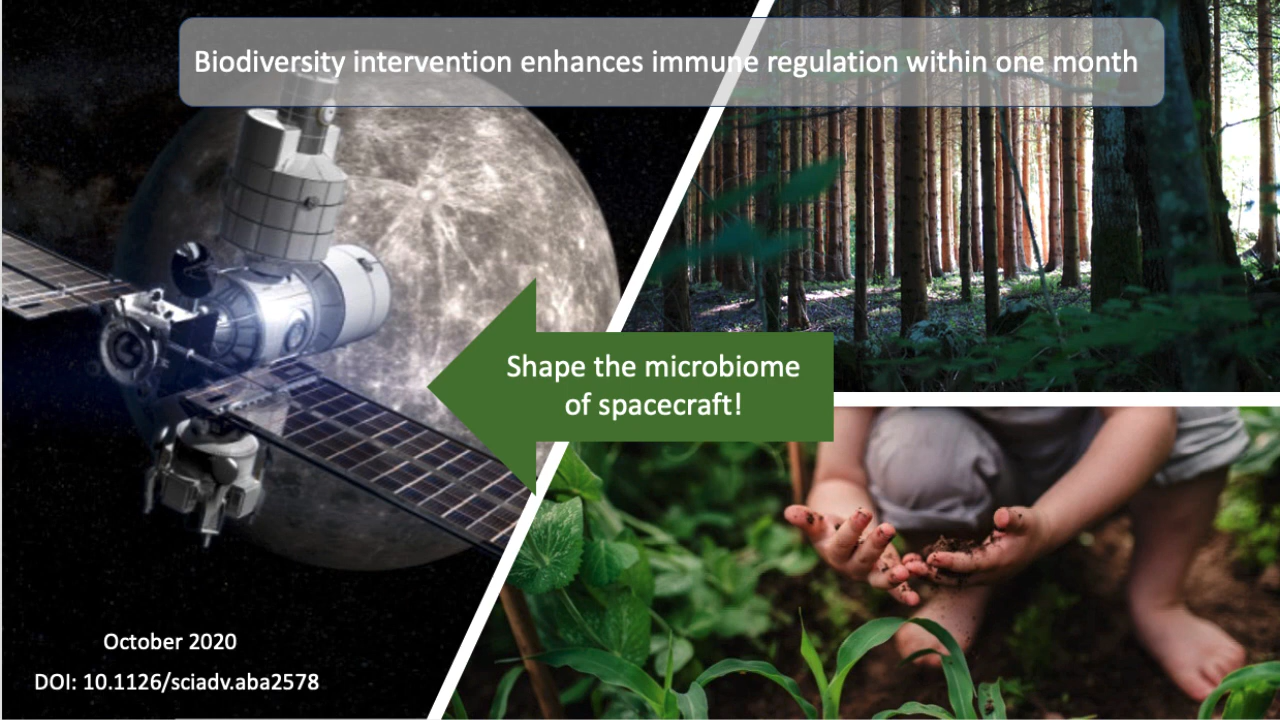 Biodiversity intervention enhances immune regulation within one month
Shape the microbiome
of spacecraft!
October 2020
DOI: 10.1126/sciadv.aba2578